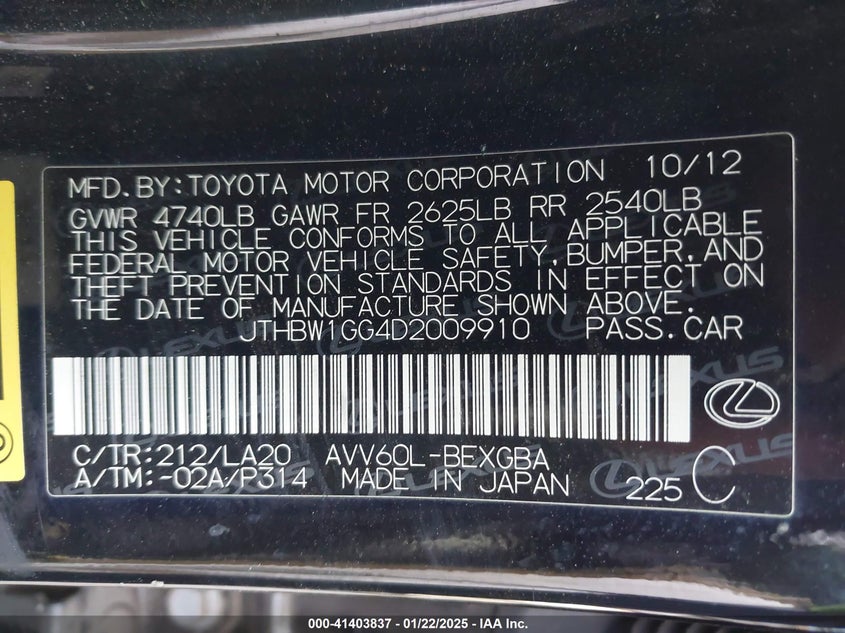 MFD.BY:TOYOTA MOTOR CORPORATION 10/12
GVWR 4740LB GAWR FR 2625LB RR 2540LB
THIS VEHICLE CONFORMS TO ALL APPLICABLE
FEDERAL MOTOR VEHICLE SAFETY,BUMPER,AND
THEFT PREVENTION STANDARDS IN EFFECT ON
THE DATE OF MANUFACTURE SHOWN ABOVE.
JTHBW1GG4D2009910 PASS.CAR
C/TR:212/LA20 AVV60L-BEXGBA
A/TM:-02A/P314 MADE IN JAPAN 225 C
000-41403837 - 01/22/2025 - IAA Inc.